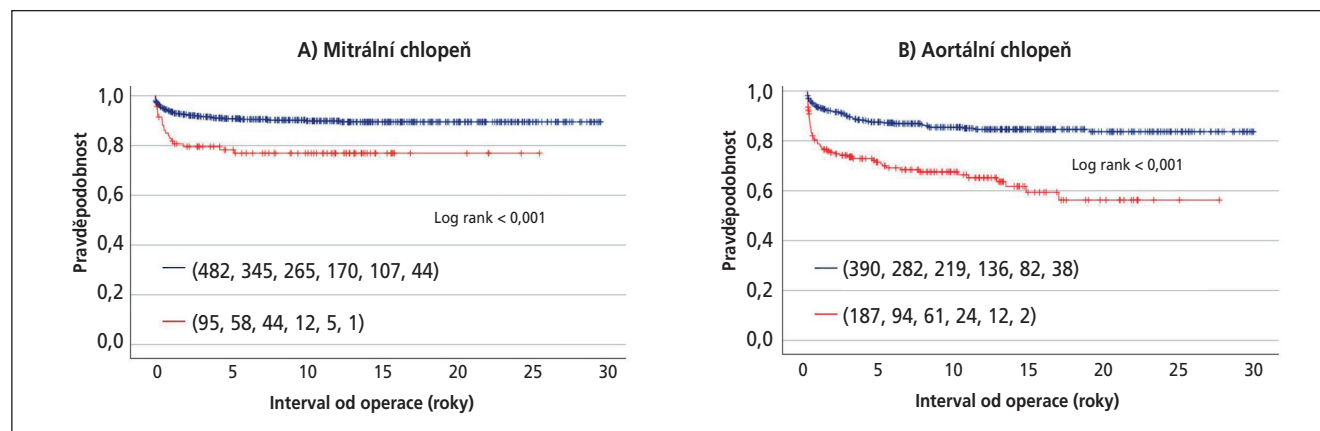 A) Mitrální chlopeň
Pravděpodobnost
1,0
0,8
0,6
0,4
0,2
0,0
Log rank < 0,001
(482, 345, 265, 170, 107, 44)
(95, 58, 44, 12, 5, 1)
0 5 10 15 20 25 30
Interval od operace (roky)
B) Aortální chlopeň
Pravděpodobnost
1,0
0,8
0,6
0,4
0,2
0,0
Log rank < 0,001
(390, 282, 219, 136, 82, 38)
(187, 94, 61, 24, 12, 2)
0 5 10 15 20 25 30
Interval od operace (roky)